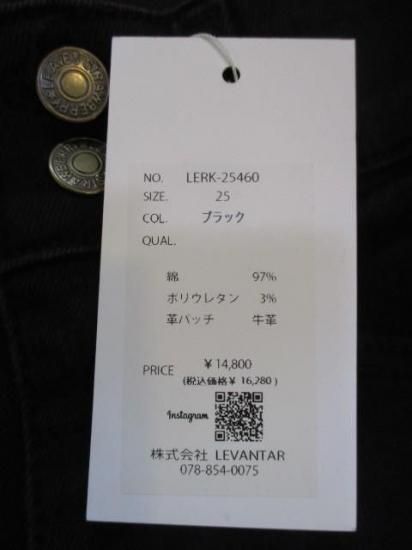 LEAVED STRAWBERRY
NO. LERK-25460
SIZE. 25
COL. ブラック
QUAL.
綿 97%
ポリウレタン 3%
革パッチ 牛革
PRICE ¥14,800
(税込価格¥ 16,280)
Instagram
株式会社 LEVANTAR
078-854-0075